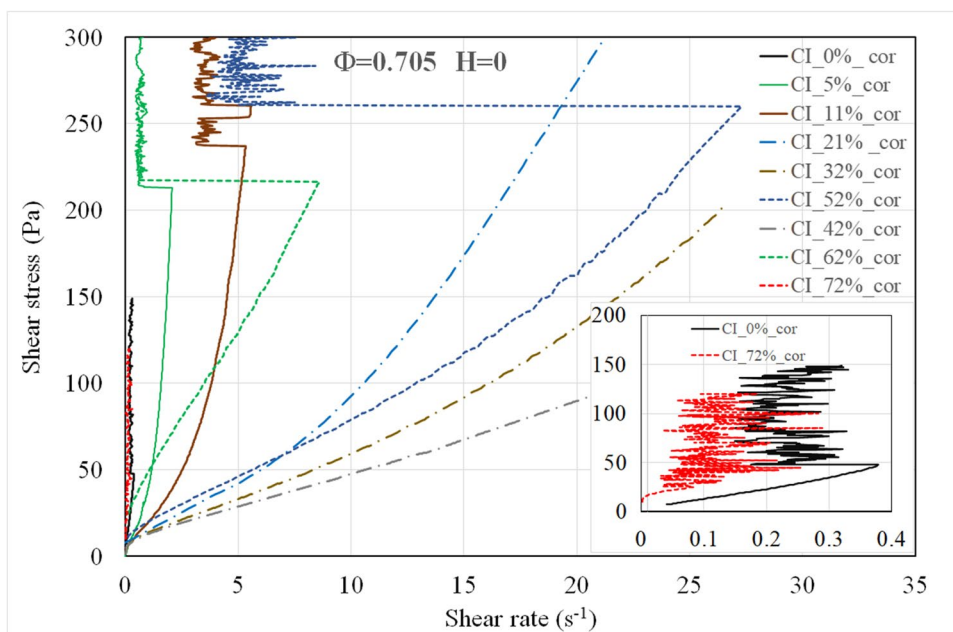 Φ=0.705 H=0
Shear stress (Pa)
300
250
200
150
100
50
0
0
5
10
15
20
25
30
35
Shear rate (s⁻¹)
CI_0%_ cor
CI_5%_cor
CI_11%_cor
CI_21% _cor
CI_32%_cor
CI_52%_cor
CI_42%_cor
CI_62%_cor
CI_72%_cor
200
150
100
50
0
0
0.1
0.2
0.3
0.4
CI_0%_cor
CI_72%_cor